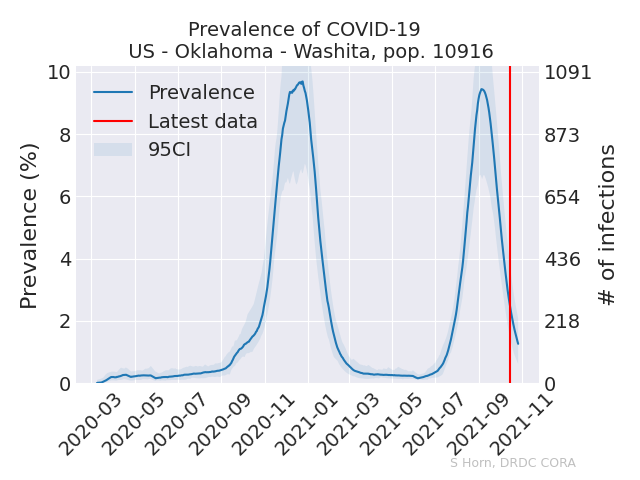 Prevalence of COVID-19
US - Oklahoma - Washita, pop. 10916
Prevalence
Latest data
95CI
Prevalence (%)
10
8
6
4
2
0
1091
873
654
436
218
0
# of infections
2020-03
2020-05
2020-07
2020-09
2020-11
2021-01
2021-03
2021-05
2021-07
2021-09
2021-11
S Horn, DRDC CORA